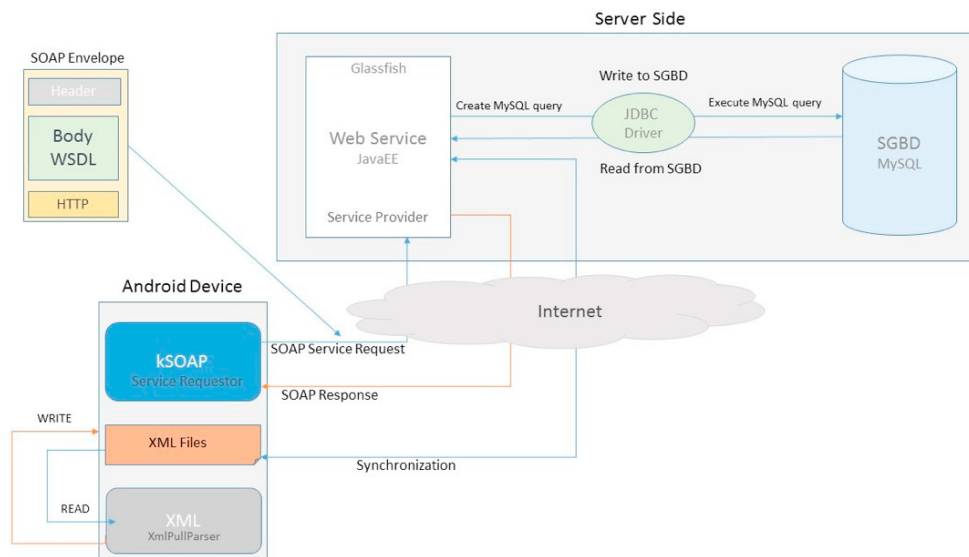 Server Side
SOAP Envelope
Header
Body
WSDL
HTTP
Glassfish
Web Service
JavaEE
Service Provider
Write to SGBD
Create MySQL query
Execute MySQL query
JDBC
Driver
Read from SGBD
SGBD
MySQL
Internet
Android Device
kSOAP
Service Requestor
SOAP Service Request
SOAP Response
WRITE
XML Files
Synchronization
READ
XML
XmlPullParser